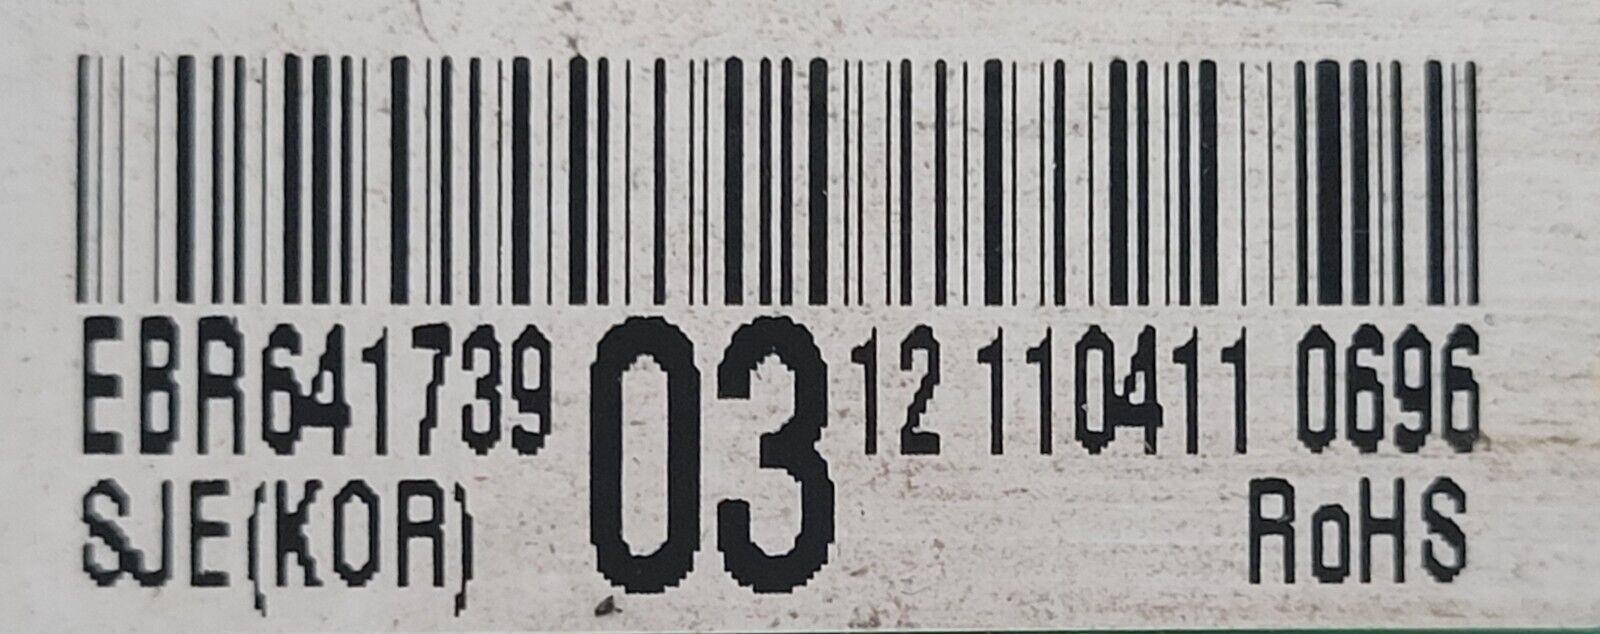 EBR641739 03 12 110411 0696
SJE(KOR) RoHS